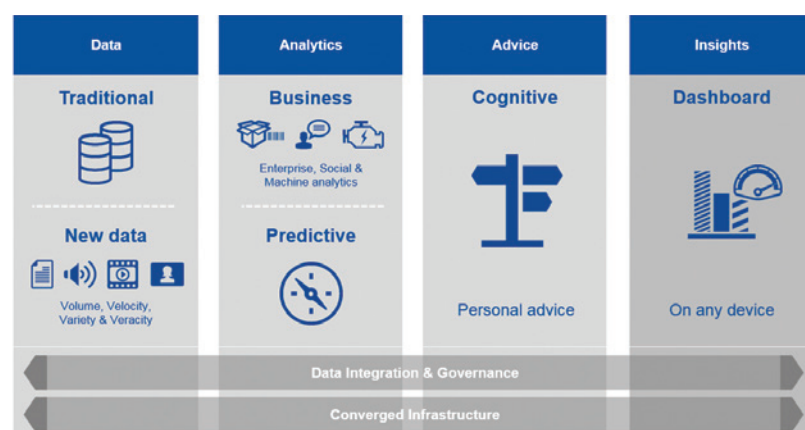 Data
Traditional
New data
Volume, Velocity,
Variety & Veracity
Analytics
Business
Enterprise, Social &
Machine analytics
Predictive
Advice
Cognitive
Personal advice
Insights
Dashboard
On any device
Data Integration & Governance
Converged Infrastructure